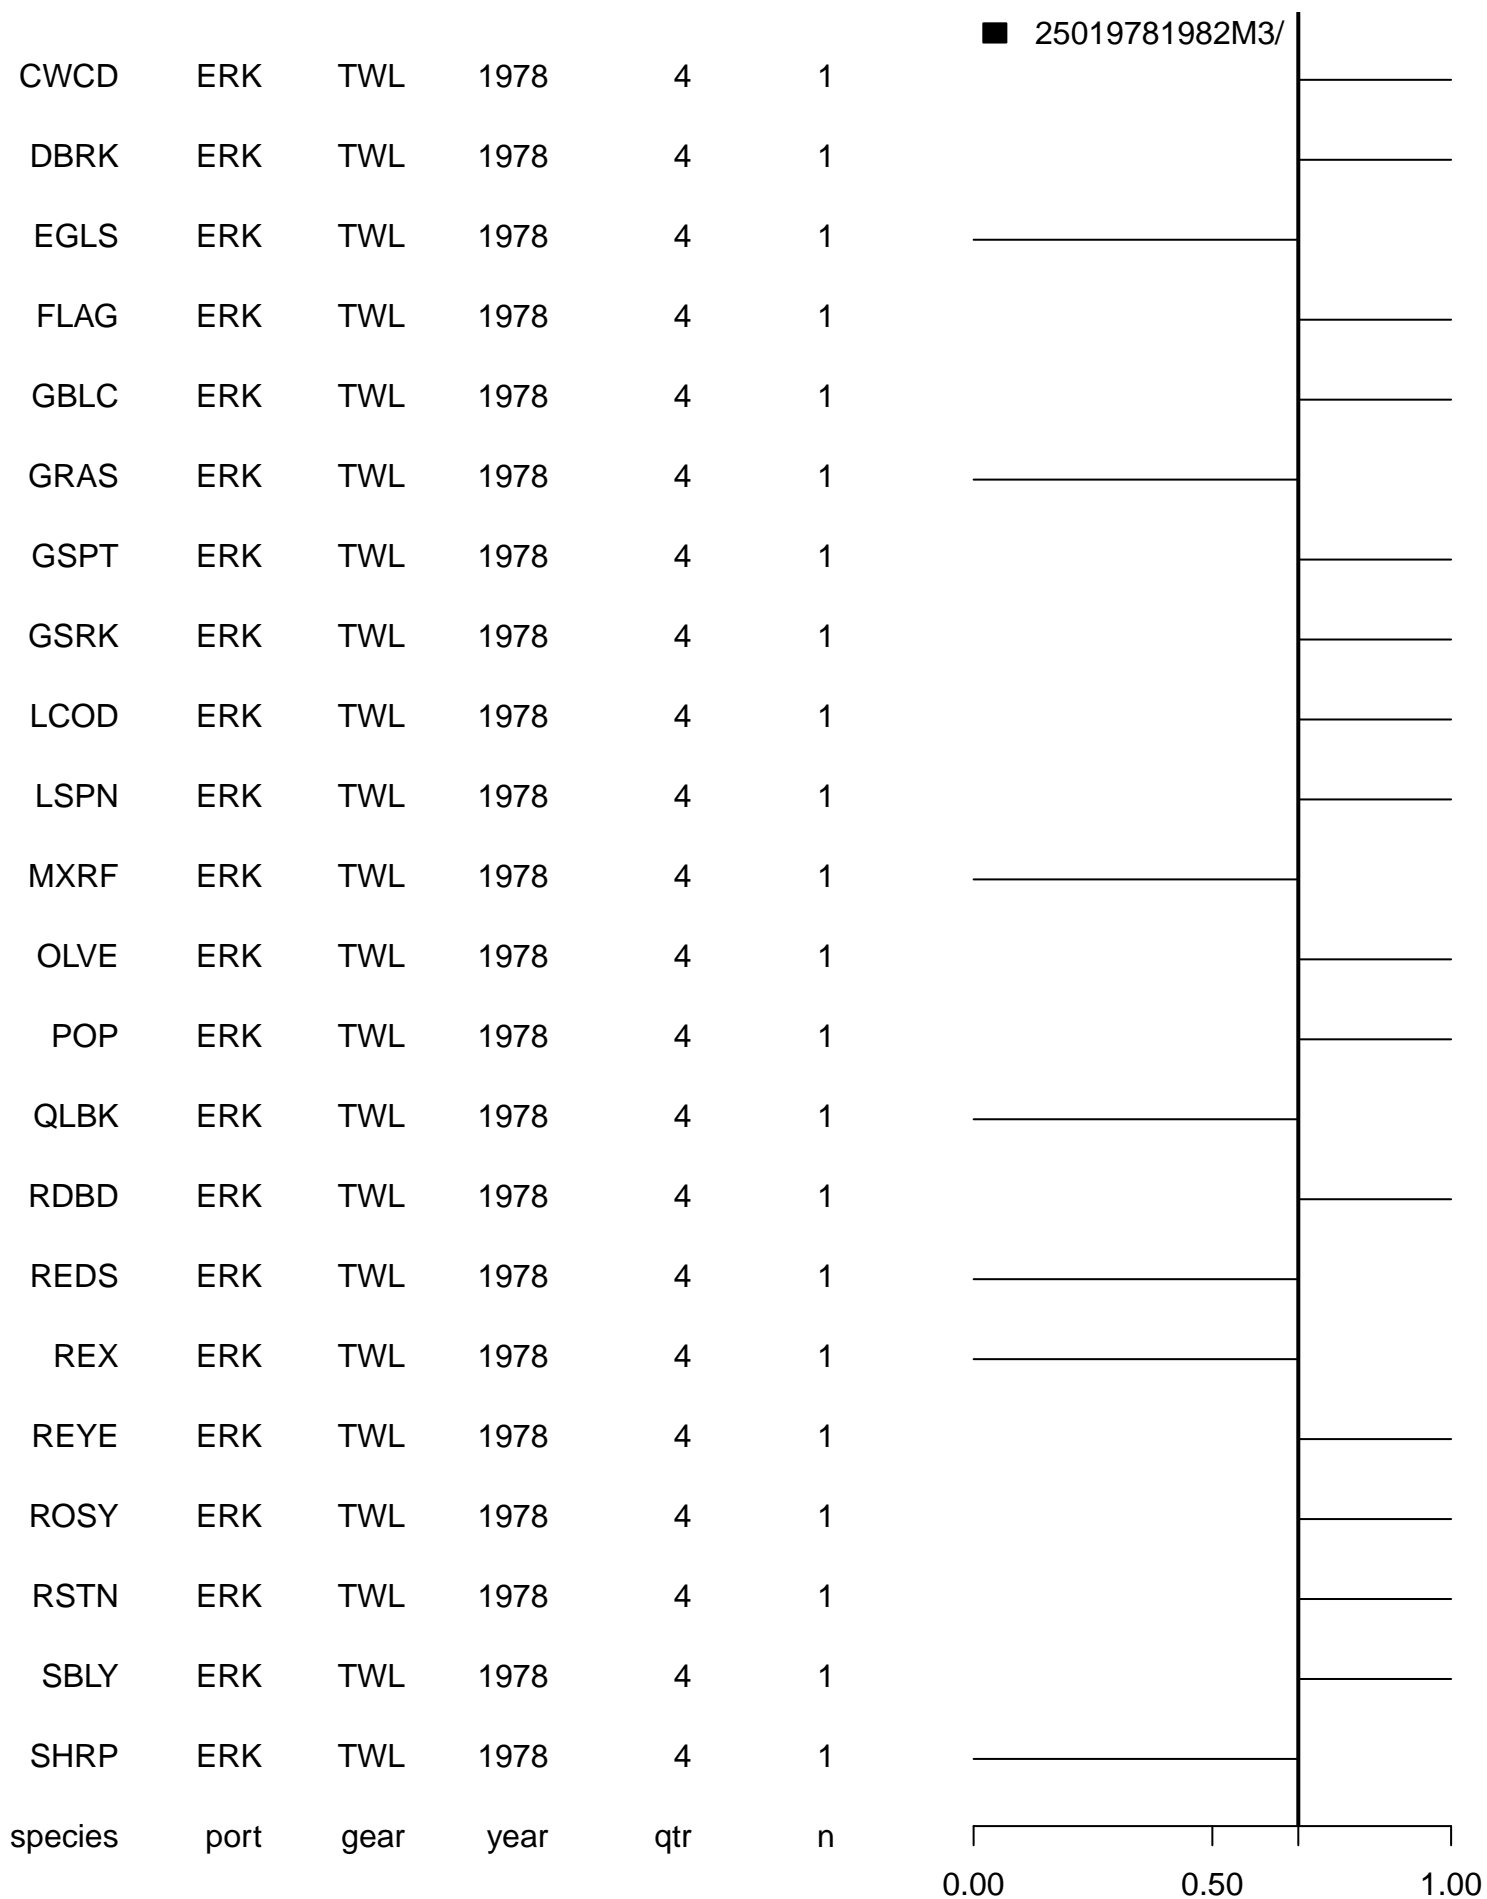 25019781982M3/
CWCD ERK TWL 1978 4 1
DBRK ERK TWL 1978 4 1
EGLS ERK TWL 1978 4 1
FLAG ERK TWL 1978 4 1
GBLC ERK TWL 1978 4 1
GRAS ERK TWL 1978 4 1
GSPT ERK TWL 1978 4 1
GSRK ERK TWL 1978 4 1
LCOD ERK TWL 1978 4 1
LSPN ERK TWL 1978 4 1
MXRF ERK TWL 1978 4 1
OLVE ERK TWL 1978 4 1
POP ERK TWL 1978 4 1
QLBK ERK TWL 1978 4 1
RDBD ERK TWL 1978 4 1
REDS ERK TWL 1978 4 1
REX ERK TWL 1978 4 1
REYE ERK TWL 1978 4 1
ROSY ERK TWL 1978 4 1
RSTN ERK TWL 1978 4 1
SBLY ERK TWL 1978 4 1
SHRP ERK TWL 1978 4 1
species port gear year qtr n
0.00 0.50 1.00